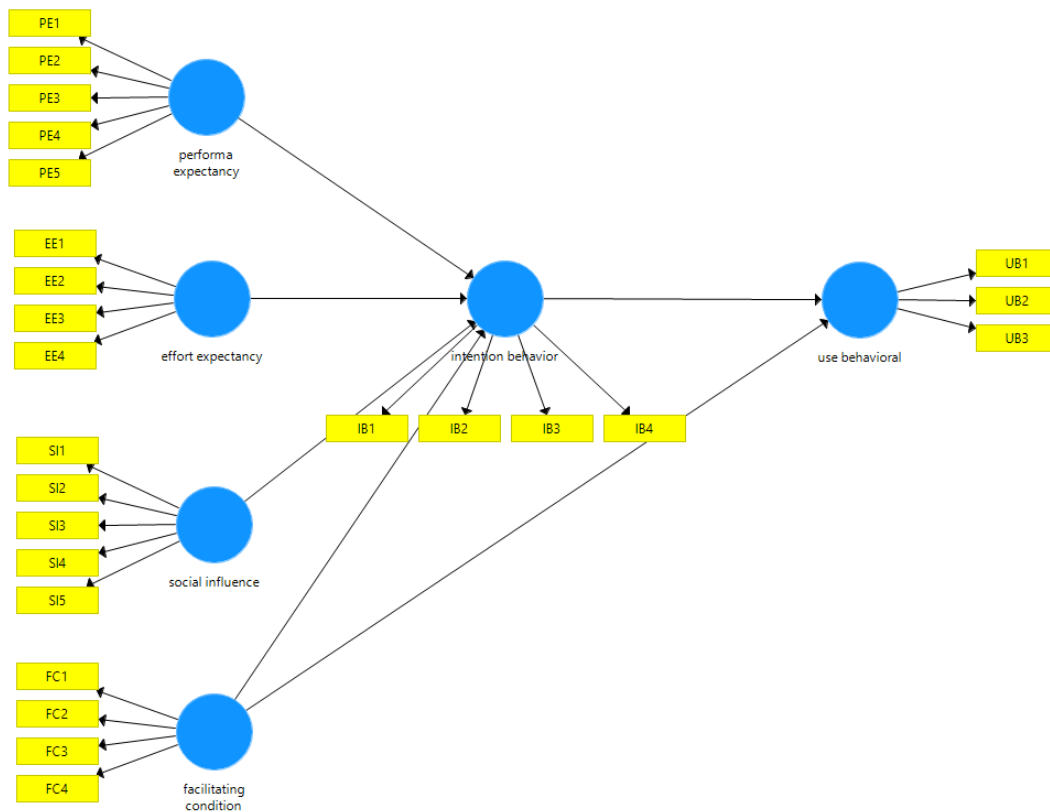 PE1
PE2
PE3
PE4
PE5
performa
expectancy
EE1
EE2
EE3
EE4
effort expectancy
intention behavior
use behavioral
UB1
UB2
UB3
IB1
IB2
IB3
IB4
SI1
SI2
SI3
SI4
SI5
social influence
FC1
FC2
FC3
FC4
facilitating
condition